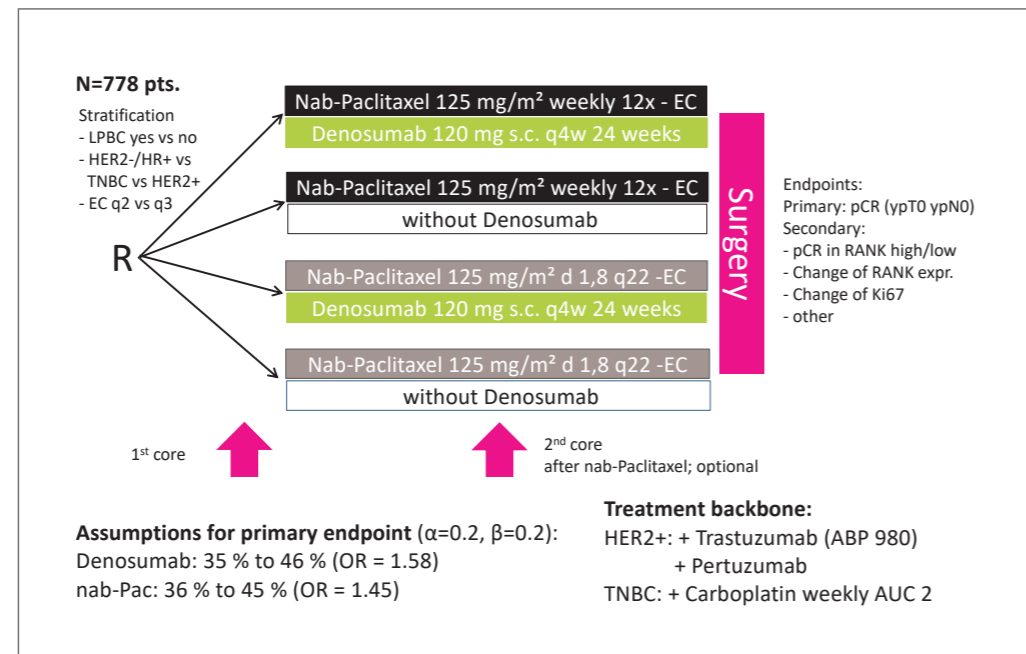 N=778 pts.
Stratification
- LPBC yes vs no
- HER2-/HR+ vs
TNBC vs HER2+
- EC q2 vs q3
R
Nab-Paclitaxel 125 mg/m² weekly 12x - EC
Denosumab 120 mg s.c. q4w 24 weeks
Nab-Paclitaxel 125 mg/m² weekly 12x - EC
without Denosumab
Nab-Paclitaxel 125 mg/m² d 1,8 q22 -EC
Denosumab 120 mg s.c. q4w 24 weeks
Nab-Paclitaxel 125 mg/m² d 1,8 q22 -EC
without Denosumab
Surgery
Endpoints:
Primary: pCR (ypT0 ypN0)
Secondary:
- pCR in RANK high/low
- Change of RANK expr.
- Change of Ki67
- other
1st core
2nd core
after nab-Paclitaxel; optional
Assumptions for primary endpoint (α=0.2, β=0.2):
Denosumab: 35 % to 46 % (OR = 1.58)
nab-Pac: 36 % to 45 % (OR = 1.45)
Treatment backbone:
HER2+: + Trastuzumab (ABP 980)
+ Pertuzumab
TNBC: + Carboplatin weekly AUC 2